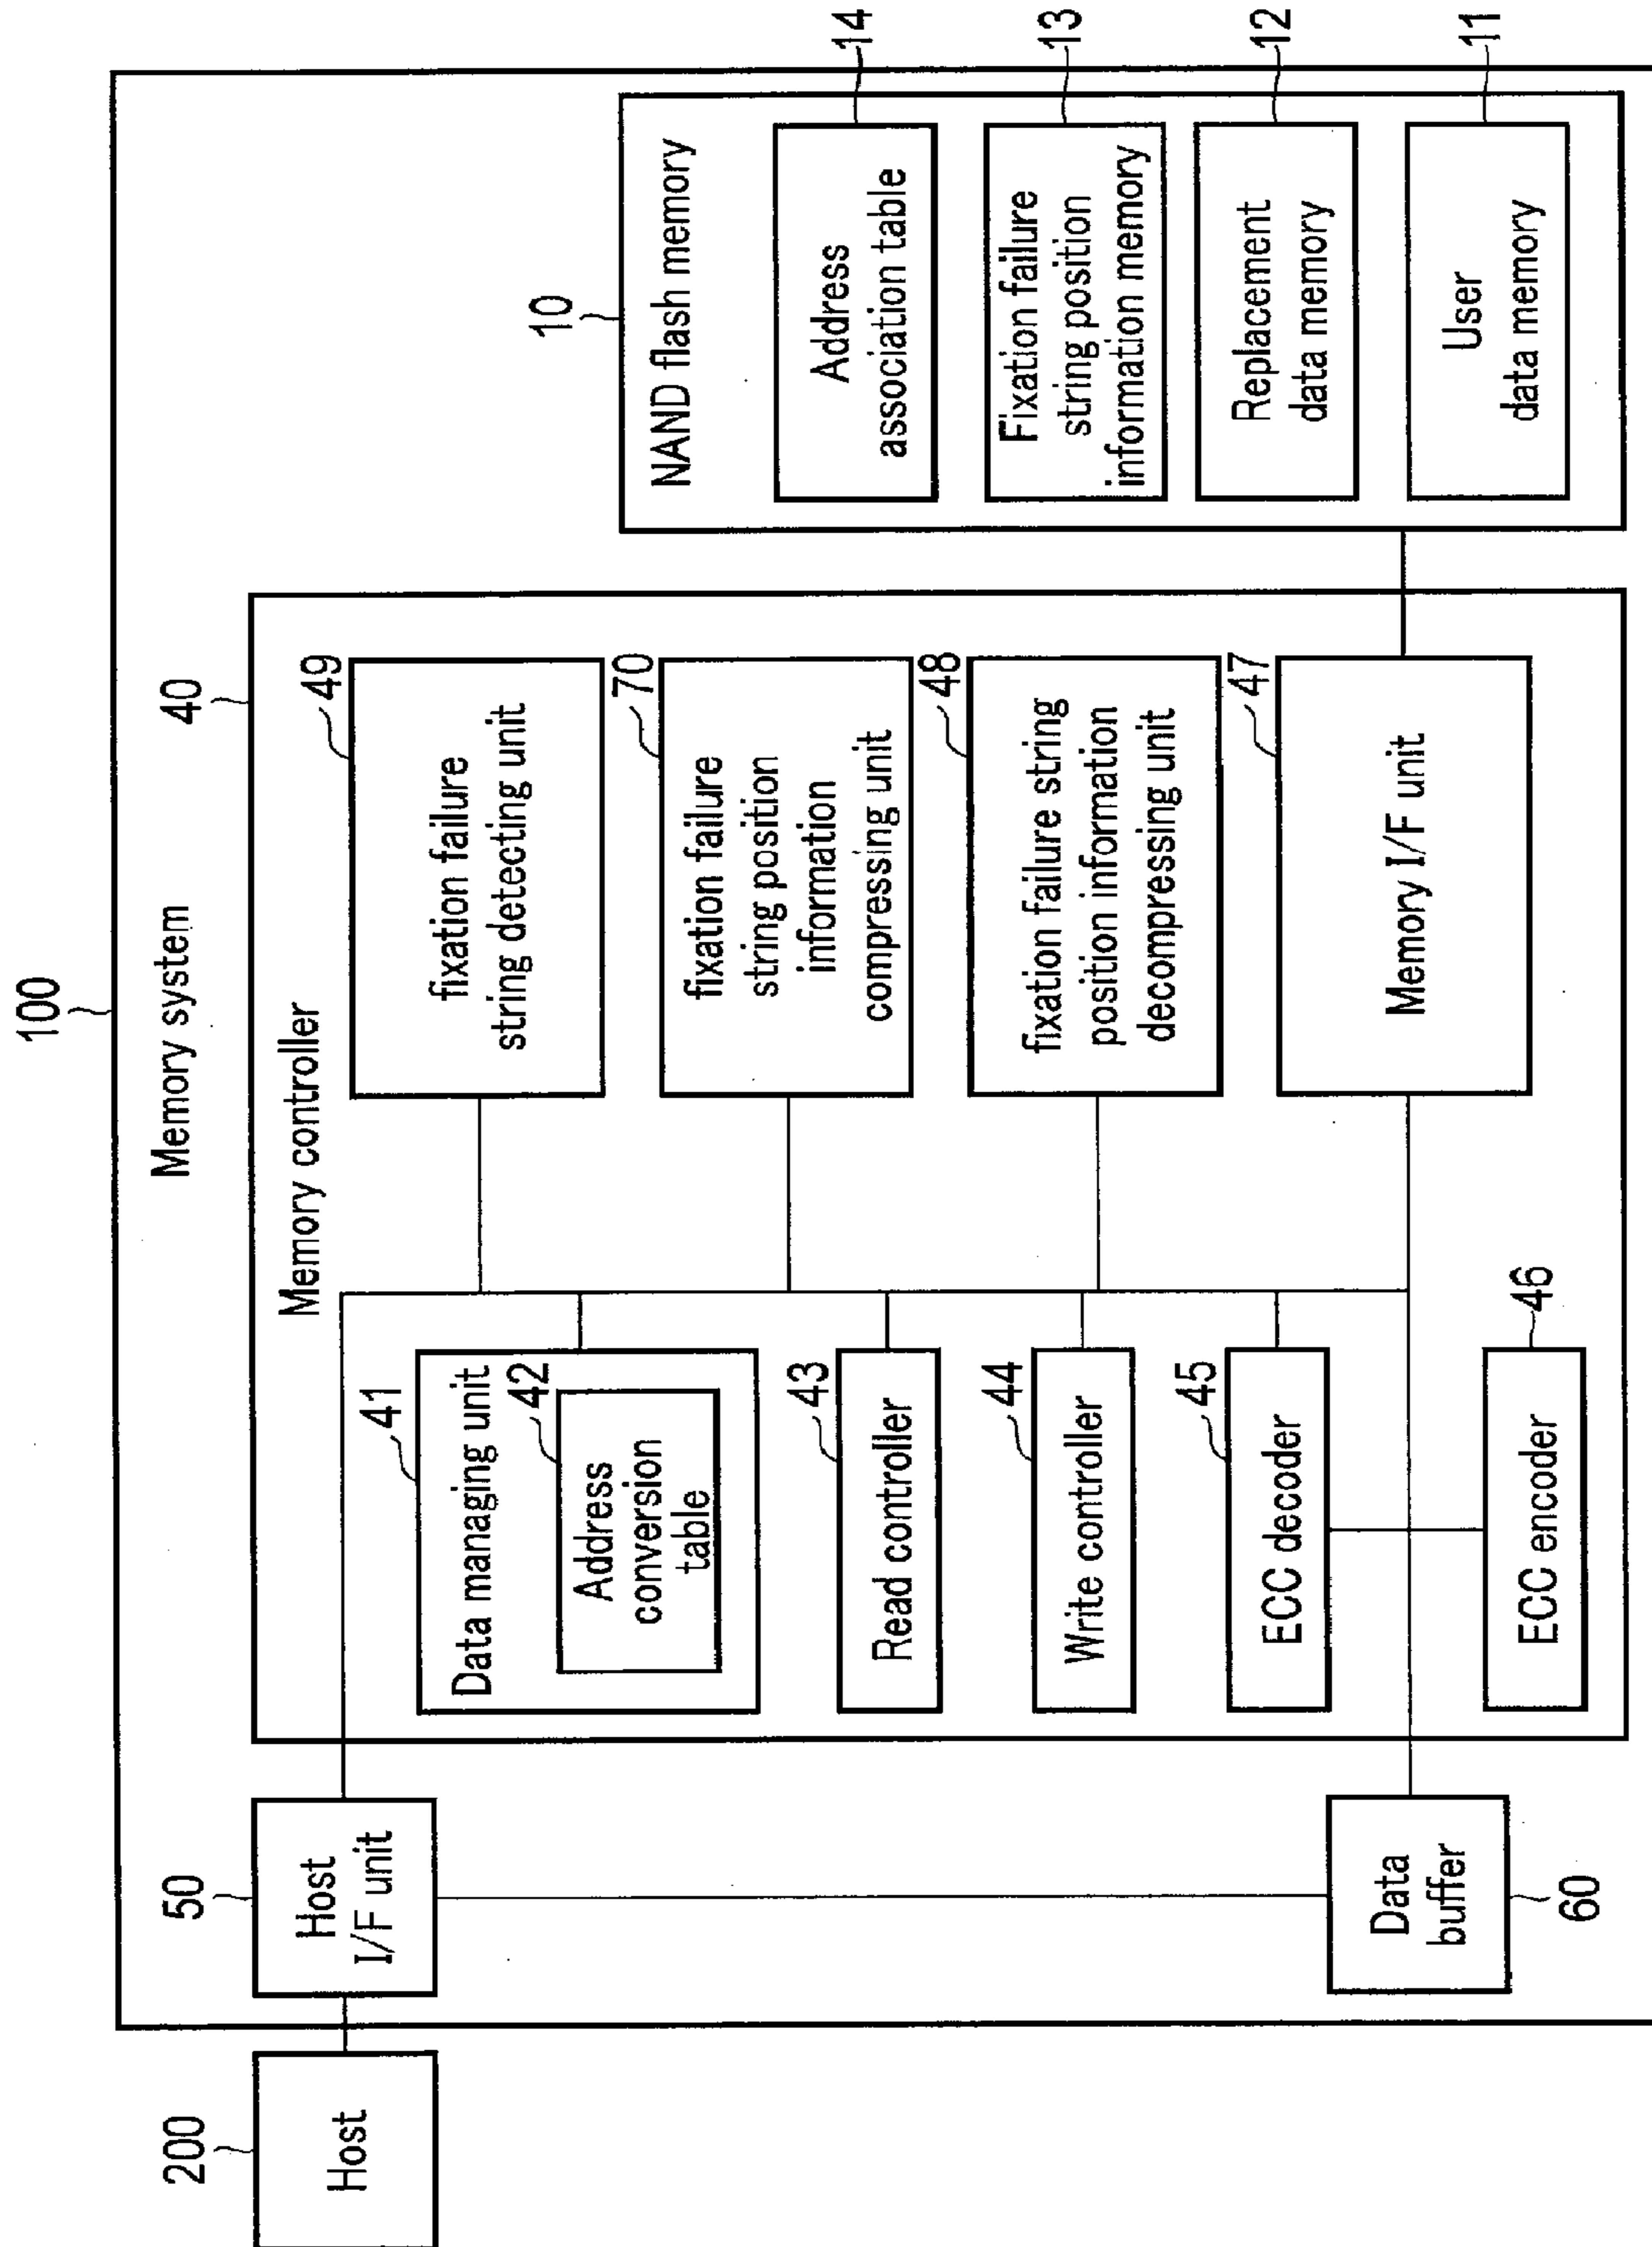 100
Memory system
200
Host
50
Host
I/F unit
60
Data
buffer
40
Memory controller
41
Data managing unit
42
Address
conversion
table
43
Read controller
44
Write controller
45
ECC decoder
46
ECC encoder
49
fixation failure
string detecting unit
70
fixation failure
string position
information
compressing unit
48
fixation failure string
position information
decompressing unit
47
Memory I/F unit
10
NAND flash memory
14
Address
association table
13
Fixation failure
string position
information memory
12
Replacement
data memory
11
User
data memory